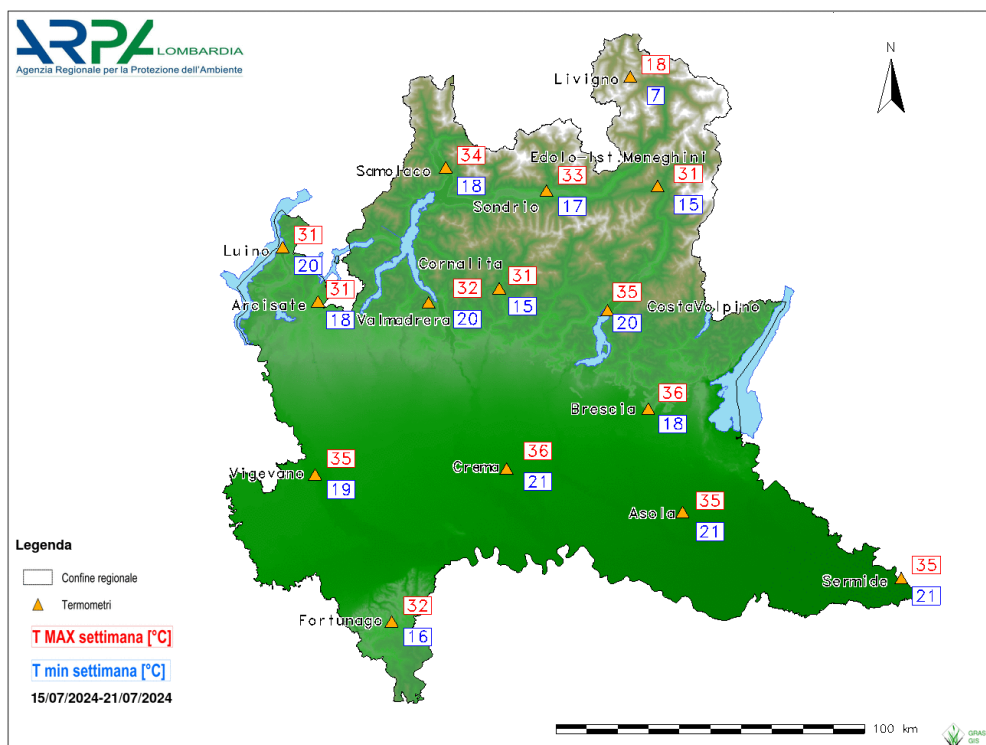 ARPA LOMBARDIA
Agenzia Regionale per la Protezione dell'Ambiente
N
Livigno
18
7
Samolaco
34
18
Edolo-Ist.Meneghini
31
15
Sondrio
33
17
Luino
31
20
Arcisate
31
18
Valmadrera
32
20
Cornalita
31
15
CostaVolpino
35
20
Brescia
36
18
Vigevano
35
19
Crema
36
21
Asola
35
21
Sermide
35
21
Fortunago
32
16
Legenda
Confine regionale
Termometri
T MAX settimana [°C]
T min settimana [°C]
15/07/2024-21/07/2024
100 km
GRAS
GIS